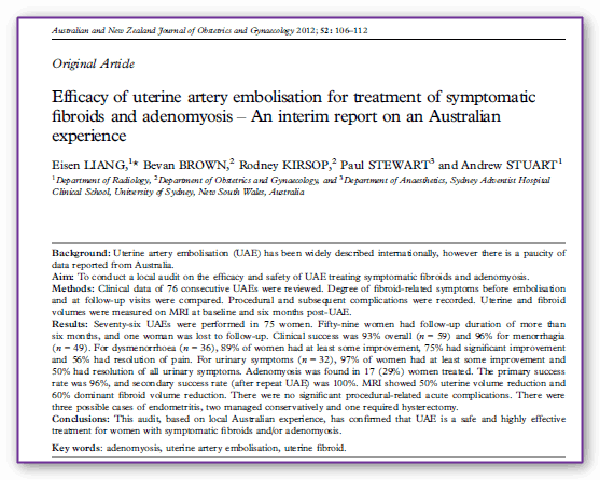 Australian and New Zealand Journal of Obstetrics and Gynaecology 2012; 52: 106–112
Original Article
Efficacy of uterine artery embolisation for treatment of symptomatic
fibroids and adenomyosis – An interim report on an Australian
experience
Eisen LIANG,1* Bevan BROWN,2 Rodney KIRSOP,2 Paul STEWART3 and Andrew STUART1
1Department of Radiology, 2Department of Obstetrics and Gynaecology, and 3Department of Anaesthetics, Sydney Adventist Hospital
Clinical School, University of Sydney, New South Wales, Australia
Background: Uterine artery embolisation (UAE) has been widely described internationally, however there is a paucity of
data reported from Australia.
Aim: To conduct a local audit on the efficacy and safety of UAE treating symptomatic fibroids and adenomyosis.
Methods: Clinical data of 76 consecutive UAEs were reviewed. Degree of fibroid-related symptoms before embolisation
and at follow-up visits were compared. Procedural and subsequent complications were recorded. Uterine and fibroid
volumes were measured on MRI at baseline and six months post-UAE.
Results: Seventy-six UAEs were performed in 75 women. Fifty-nine women had follow-up duration of more than
six months, and one woman was lost to follow-up. Clinical success was 93% overall (n = 59) and 96% for menorrhagia
(n = 49). For dysmenorrhoea (n = 36), 89% of women had at least some improvement, 75% had significant improvement
and 56% had resolution of pain. For urinary symptoms (n = 32), 97% of women had at least some improvement and
50% had resolution of all urinary symptoms. Adenomyosis was found in 17 (29%) women treated. The primary success
rate was 96%, and secondary success rate (after repeat UAE) was 100%. MRI showed 50% uterine volume reduction and
60% dominant fibroid volume reduction. There were no significant procedural-related acute complications. There were
three possible cases of endometritis, two managed conservatively and one required hysterectomy.
Conclusions: This audit, based on local Australian experience, has confirmed that UAE is a safe and highly effective
treatment for women with symptomatic fibroids and/or adenomyosis.
Key words: adenomyosis, uterine artery embolisation, uterine fibroid.